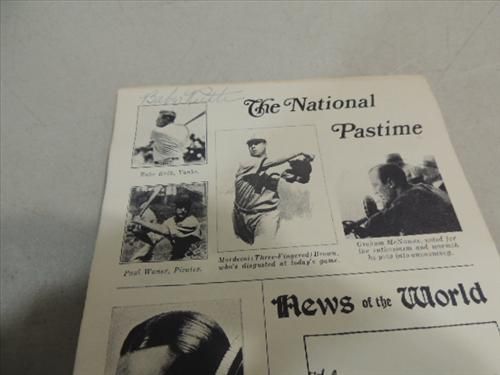 Babe Ruth
The National
Pastime
Babe Ruth, Yanks.
Paul Waner, Pirates.
Mordecai (Three-Fingered) Brown,
who's disgusted at today's game.
Graham McNamee, noted for
the enthusiasm and warmth
he puts into announcing.
News of the World